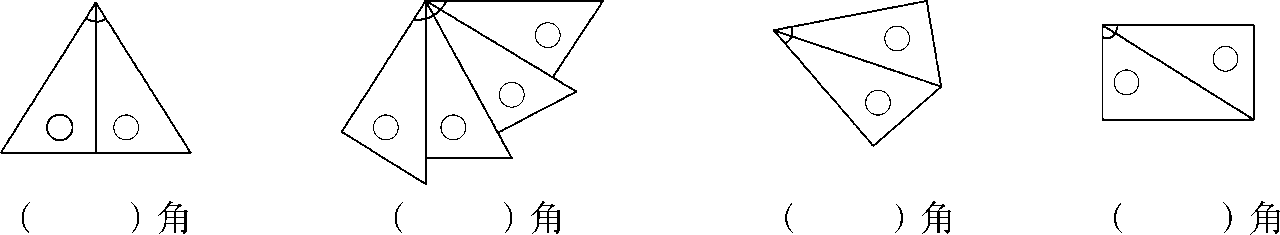 （　　）角　（　　）角　（　　）角　（　　）角